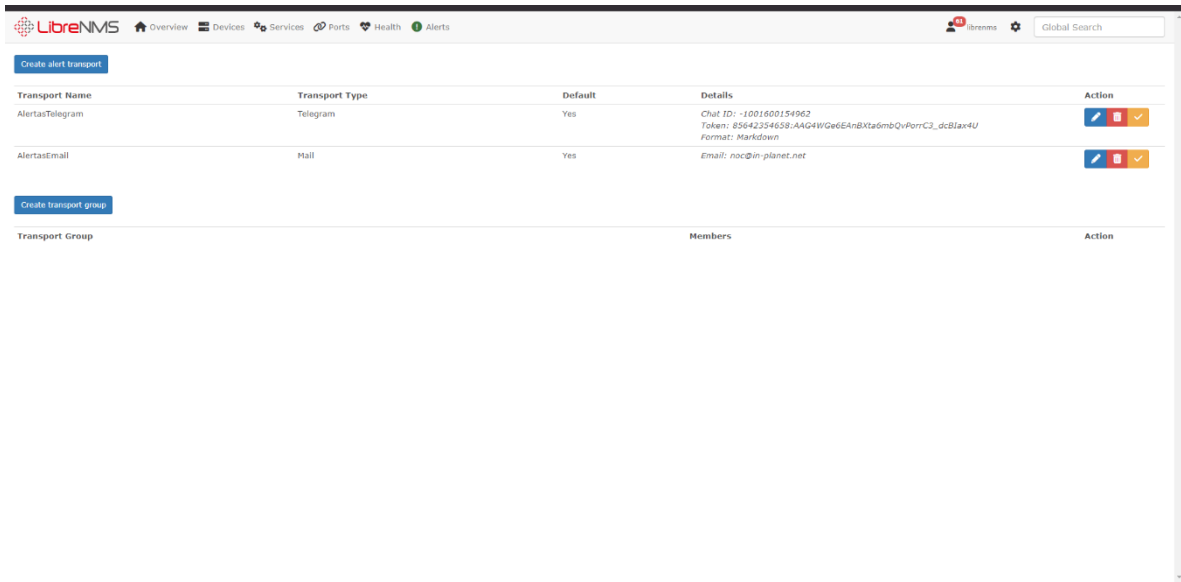 LibreNMS Overview Devices Services Ports Health Alerts 61 librenms Global Search
Create alert transport
Transport Name Transport Type Default Details Action
AlertasTelegram Telegram Yes Chat ID: -1001600154962
Token: 85642354658:AAG4WGe6EAnBXta6mbQvPorrC3_dcBIax4U
Format: Markdown
AlertasEmail Mail Yes Email: noc@in-planet.net
Create transport group
Transport Group Members Action